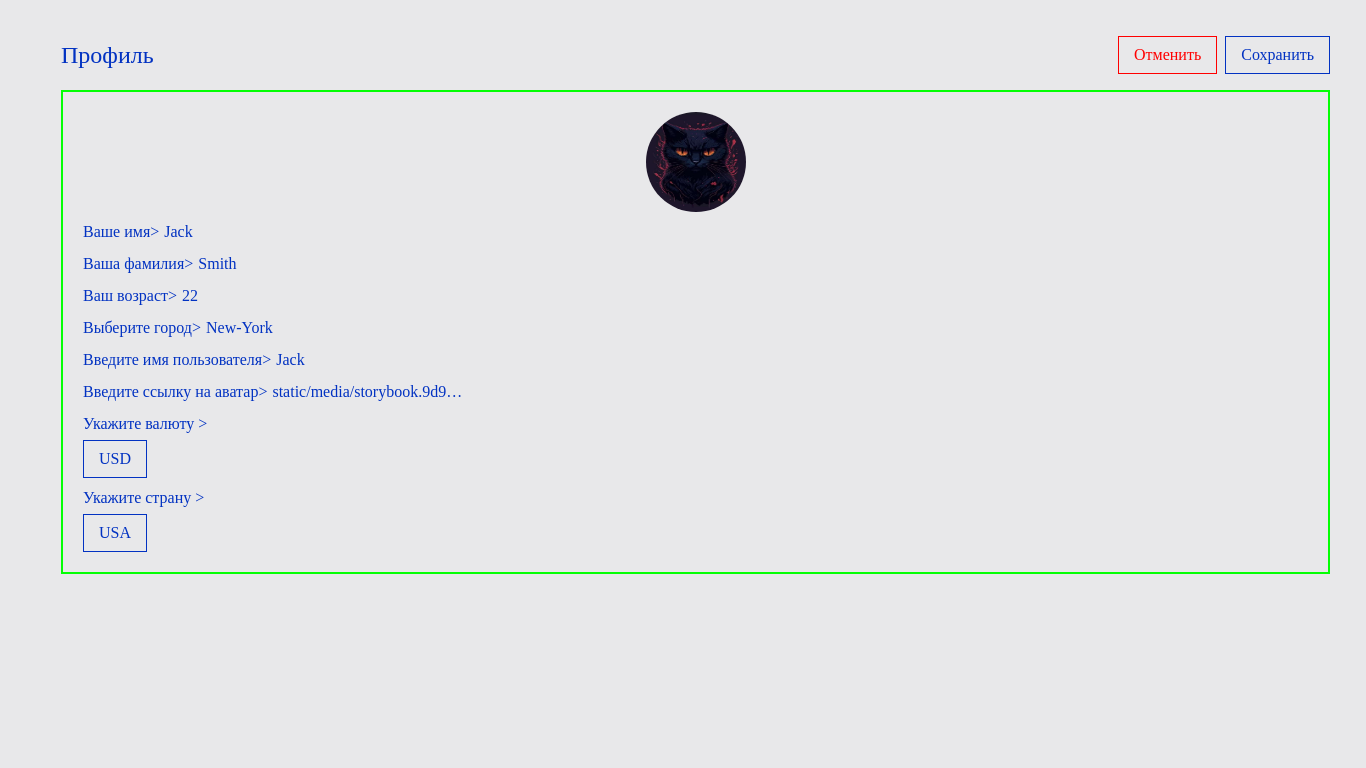 Профиль
Отменить
Сохранить
Ваше имя> Jack
Ваша фамилия> Smith
Ваш возраст> 22
Выберите город> New-York
Введите имя пользователя> Jack
Введите ссылку на аватар> static/media/storybook.9d9…
Укажите валюту >
USD
Укажите страну >
USA